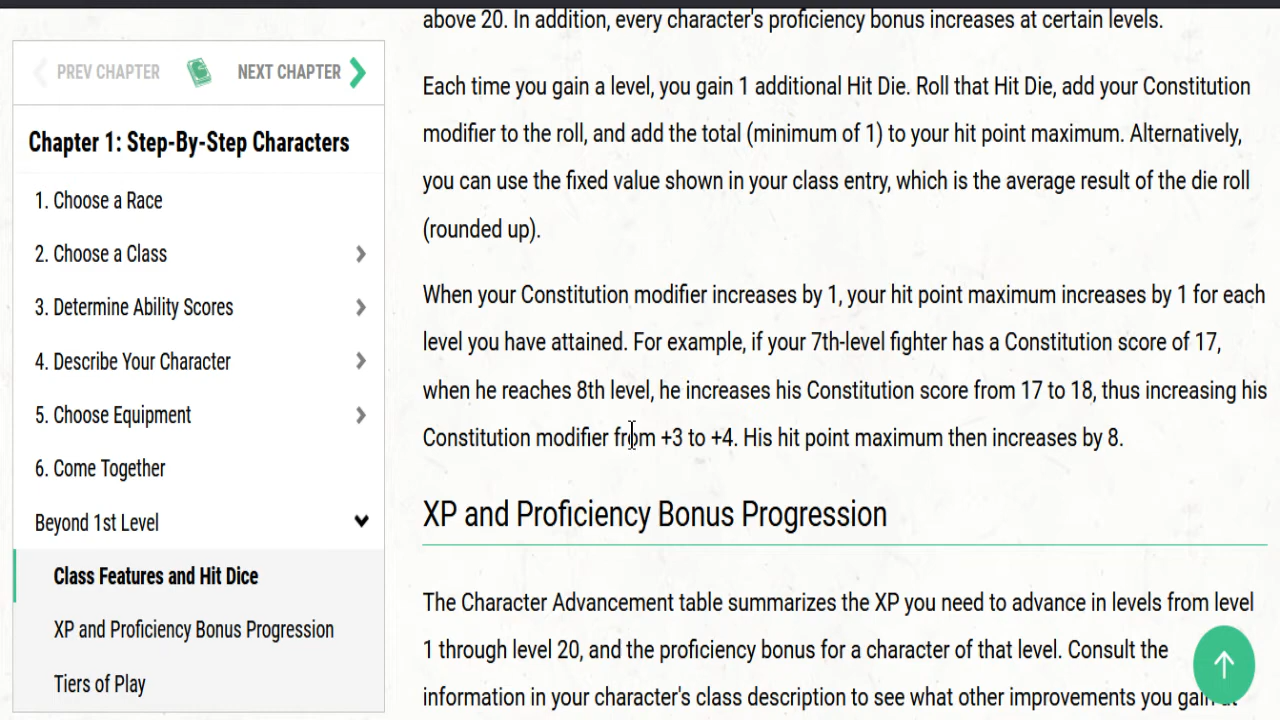 above 20. In addition, every character's proficiency bonus increases at certain levels.
PREV CHAPTER
NEXT CHAPTER
Chapter 1: Step-By-Step Characters
1. Choose a Race
2. Choose a Class
3. Determine Ability Scores
4. Describe Your Character
5. Choose Equipment
6. Come Together
Beyond 1st Level
Class Features and Hit Dice
XP and Proficiency Bonus Progression
Tiers of Play
Each time you gain a level, you gain 1 additional Hit Die. Roll that Hit Die, add your Constitution
modifier to the roll, and add the total (minimum of 1) to your hit point maximum. Alternatively,
you can use the fixed value shown in your class entry, which is the average result of the die roll
(rounded up).
When your Constitution modifier increases by 1, your hit point maximum increases by 1 for each
level you have attained. For example, if your 7th-level fighter has a Constitution score of 17,
when he reaches 8th level, he increases his Constitution score from 17 to 18, thus increasing his
Constitution modifier from +3 to +4. His hit point maximum then increases by 8.
XP and Proficiency Bonus Progression
The Character Advancement table summarizes the XP you need to advance in levels from level
1 through level 20, and the proficiency bonus for a character of that level. Consult the
information in your character's class description to see what other improvements you gain at